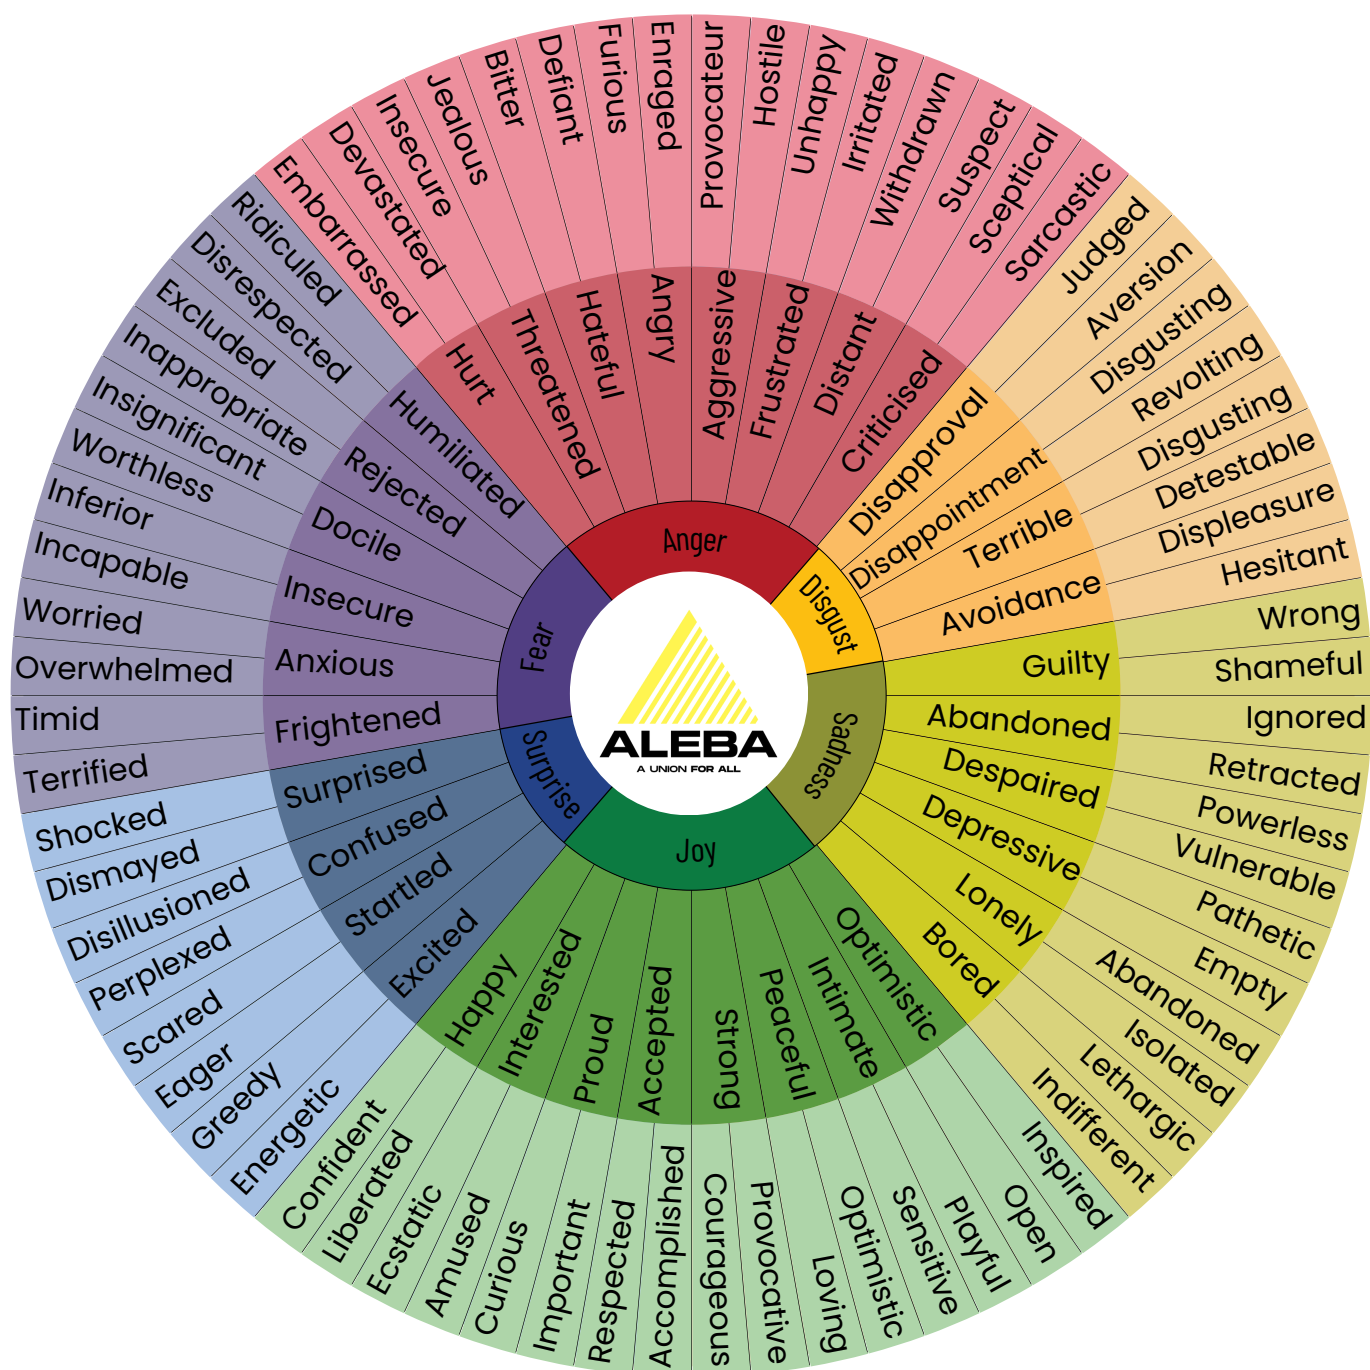 ALEBA
A UNION FOR ALL
Anger
Disgust
Sadness
Joy
Surprise
Fear
Hurt
Threatened
Hateful
Angry
Aggressive
Frustrated
Distant
Criticised
Disapproval
Disappointment
Terrible
Avoidance
Guilty
Abandoned
Despaired
Depressive
Lonely
Bored
Optimistic
Intimate
Peaceful
Strong
Accepted
Proud
Interested
Happy
Excited
Startled
Confused
Surprised
Frightened
Anxious
Insecure
Docile
Rejected
Humiliated
Embarrassed
Devastated
Insecure
Jealous
Bitter
Defiant
Furious
Enraged
Provocateur
Hostile
Unhappy
Irritated
Withdrawn
Suspect
Sceptical
Sarcastic
Judged
Aversion
Disgusting
Revolting
Disgusting
Detestable
Displeasure
Hesitant
Wrong
Shameful
Ignored
Retracted
Powerless
Vulnerable
Pathetic
Empty
Abandoned
Isolated
Lethargic
Indifferent
Inspired
Open
Playful
Sensitive
Optimistic
Loving
Provocative
Courageous
Accomplished
Respected
Important
Curious
Amused
Ecstatic
Liberated
Confident
Energetic
Greedy
Eager
Scared
Perplexed
Disillusioned
Dismayed
Shocked
Terrified
Timid
Overwhelmed
Worried
Incapable
Inferior
Worthless
Insignificant
Inappropriate
Excluded
Disrespected
Ridiculed